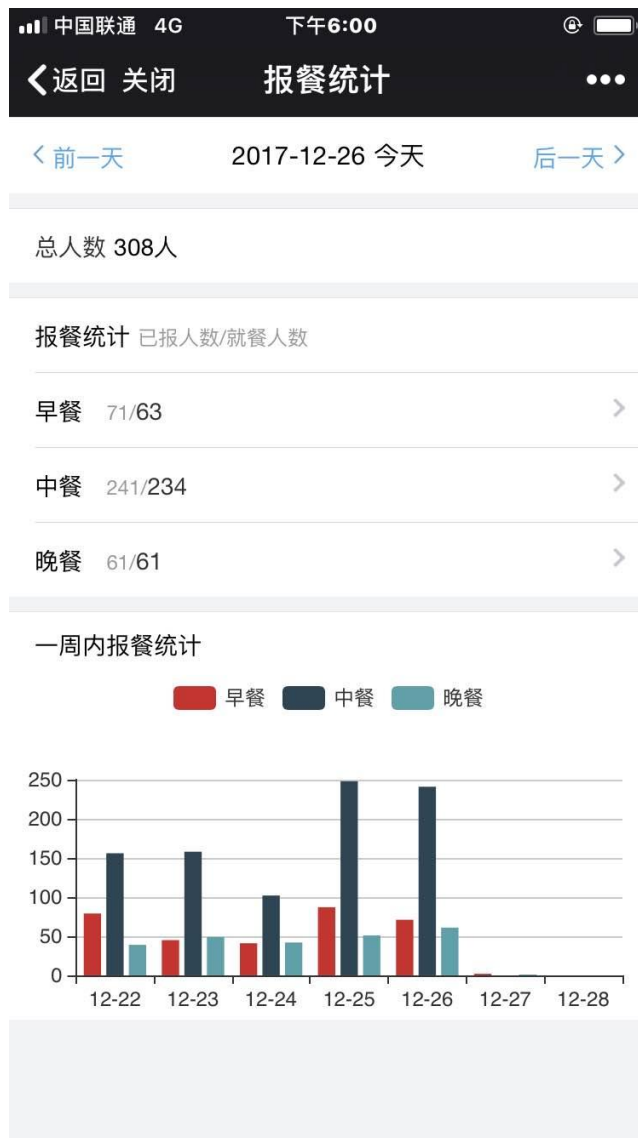 中国联通 4G 下午6:00
返回 关闭 报餐统计
前一天 2017-12-26 今天 后一天
总人数 308人
报餐统计 已报人数/就餐人数
早餐 71/63
中餐 241/234
晚餐 61/61
一周内报餐统计
早餐 中餐 晚餐
250
200
150
100
50
0
12-22 12-23 12-24 12-25 12-26 12-27 12-28